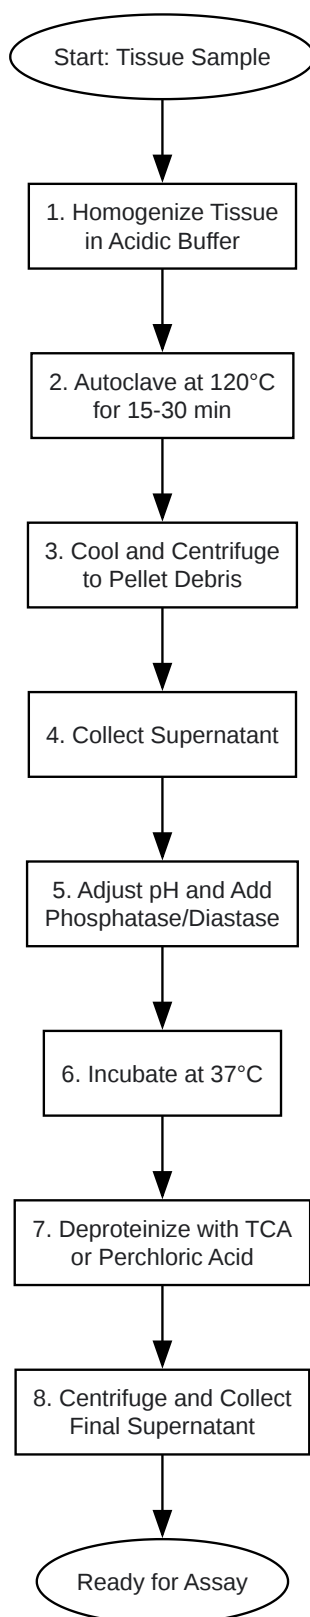 Start: Tissue Sample
1. Homogenize Tissue
in Acidic Buffer
2. Autoclave at 120°C
for 15-30 min
3. Cool and Centrifuge
to Pellet Debris
4. Collect Supernatant
5. Adjust pH and Add
Phosphatase/Diastase
6. Incubate at 37°C
7. Deproteinize with TCA
or Perchloric Acid
8. Centrifuge and Collect
Final Supernatant
Ready for Assay